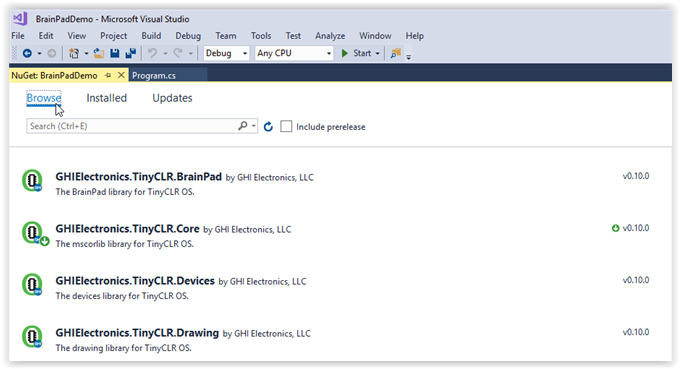 BrainPadDemo - Microsoft Visual Studio
File Edit View Project Build Debug Team Tools Test Analyze Window Help
Debug Any CPU Start
NuGet: BrainPadDemo Program.cs
Browse Installed Updates
Search (Ctrl+E) Include prerelease
GHIElectronics.TinyCLR.BrainPad by GHI Electronics, LLC v0.10.0
The BrainPad library for TinyCLR OS.
GHIElectronics.TinyCLR.Core by GHI Electronics, LLC v0.10.0
The mscorlib library for TinyCLR OS.
GHIElectronics.TinyCLR.Devices by GHI Electronics, LLC v0.10.0
The devices library for TinyCLR OS.
GHIElectronics.TinyCLR.Drawing by GHI Electronics, LLC v0.10.0
The drawing library for TinyCLR OS.